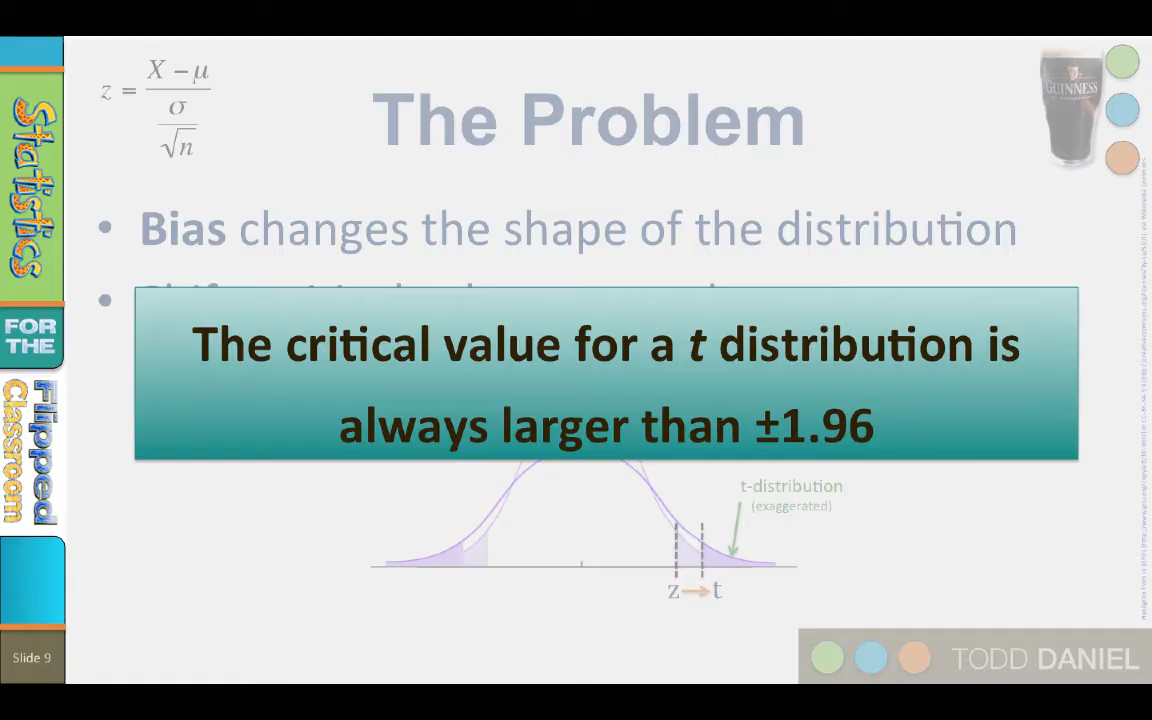 z = X − μ / σ / √n
The Problem
GUINNESS
• Bias changes the shape of the distribution
•
The critical value for a t distribution is
always larger than ±1.96
t-distribution
(exaggerated)
z → t
Statistics
FOR THE
Flipped
Classroom
Slide 9
TODD DANIEL